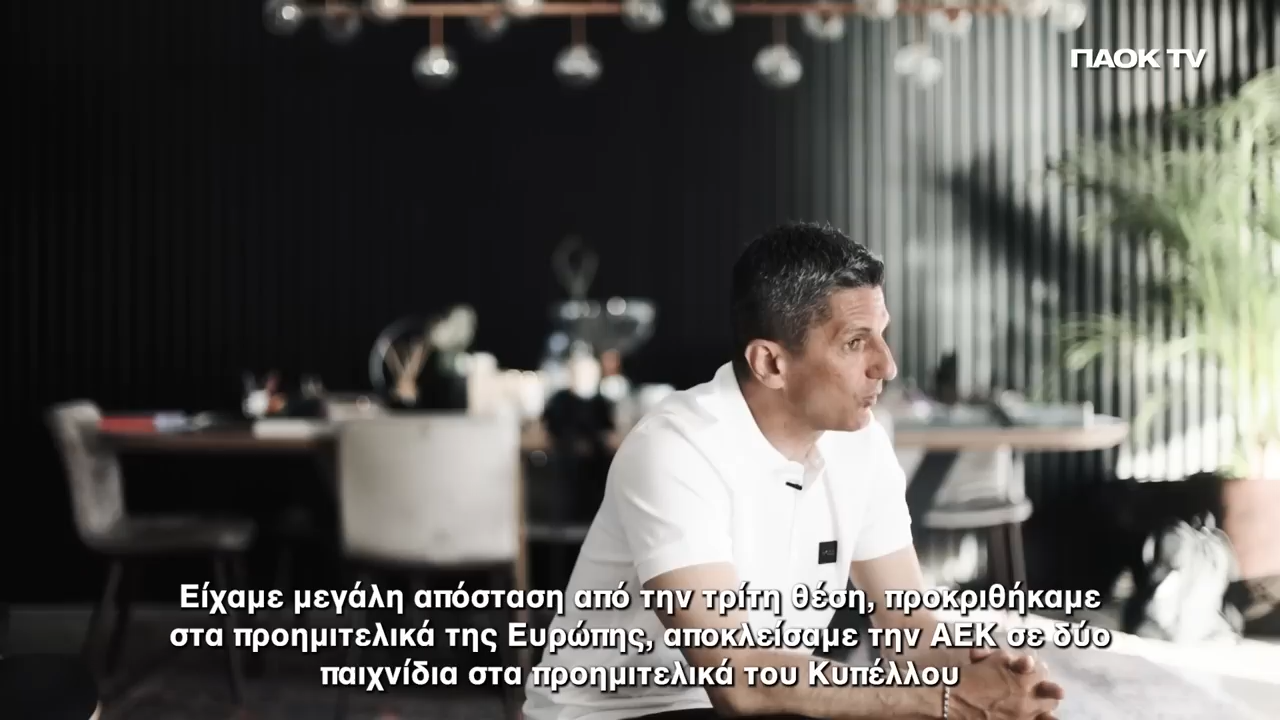 ΠΑΟΚ TV
Είχαμε μεγάλη απόσταση από την τρίτη θέση, προκριθήκαμε
στα προημιτελικά της Ευρώπης, αποκλείσαμε την ΑΕΚ σε δύο
παιχνίδια στα προημιτελικά του Κυπέλλου